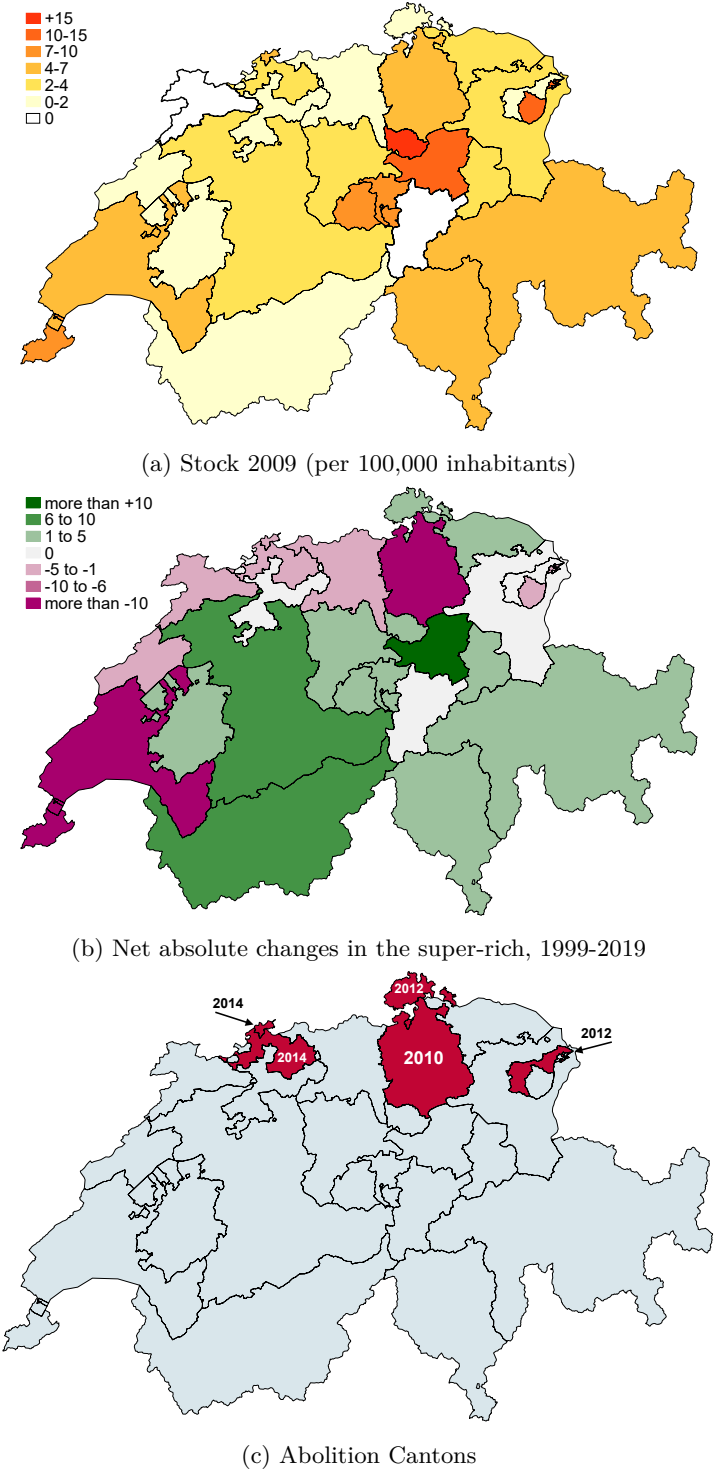 +15
10-15
7-10
4-7
2-4
0-2
0
(a) Stock 2009 (per 100,000 inhabitants)
more than +10
6 to 10
1 to 5
0
-5 to -1
-10 to -6
more than -10
(b) Net absolute changes in the super-rich, 1999-2019
2012
2014
2012
2014
2010
(c) Abolition Cantons